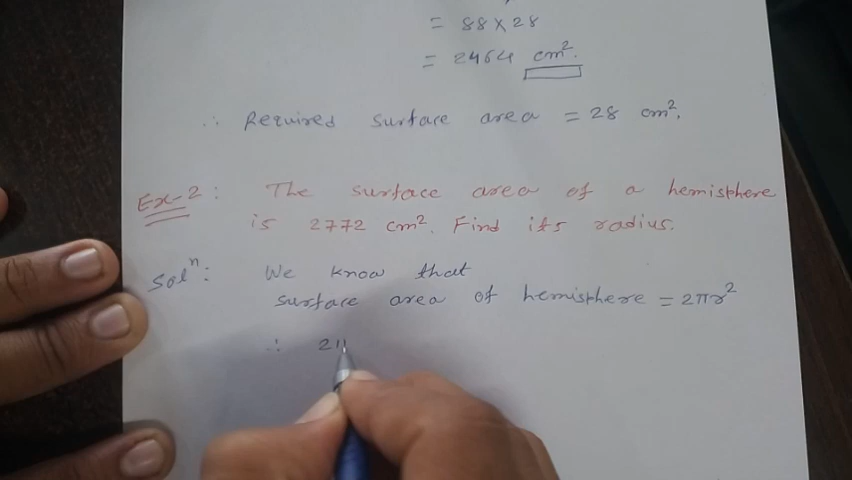 = 88 × 28
= 2464 cm².
∴ Required surface area = 28 cm².
Ex-2: The surface area of a hemisphere
is 2772 cm². Find its radius.
Solⁿ: We know that
surface area of hemisphere = 2πr²
∴ 2π